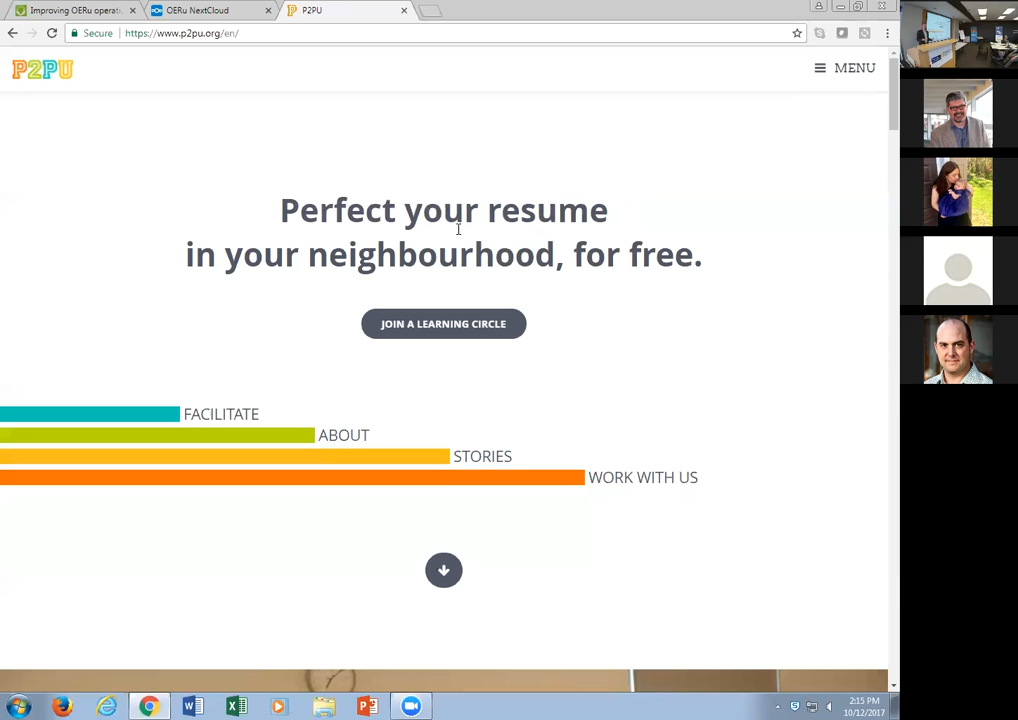 Improving OERu operati
OERu NextCloud
P2PU
Secure
https://www.p2pu.org/en/
P2PU
MENU
Perfect your resume
in your neighbourhood, for free.
JOIN A LEARNING CIRCLE
FACILITATE
ABOUT
STORIES
WORK WITH US
2:15 PM
10/12/2017